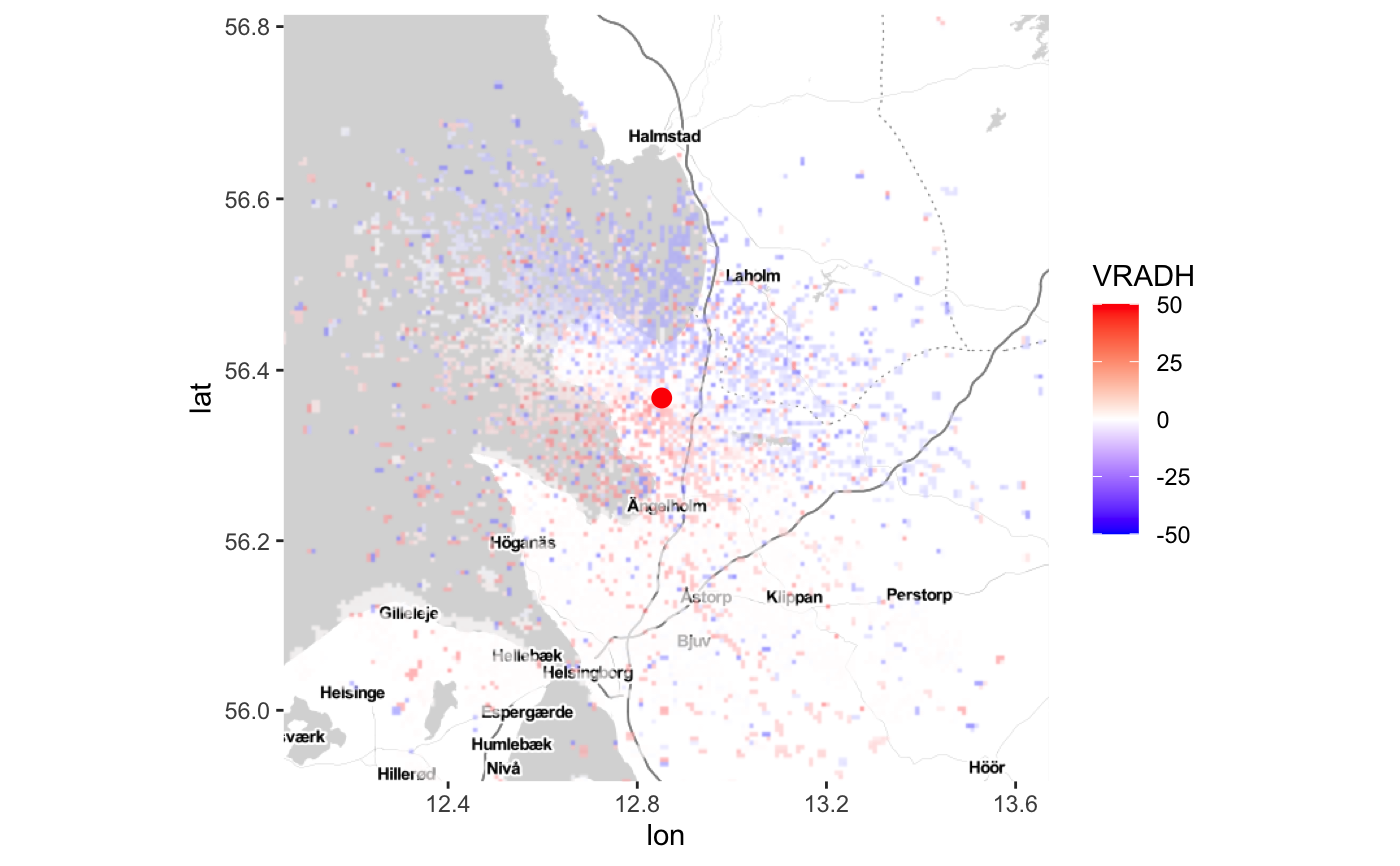 56.8
56.6
56.4
56.2
56.0
lat
12.4
12.8
13.2
13.6
lon
Halmstad
Laholm
Ängelholm
Höganäs
Åstorp
Klippan
Perstorp
Gilleleje
Bjuv
Hellebæk
Helsingborg
Helsinge
Espergærde
sværk
Humlebæk
Nivå
Hillerød
Höör
VRADH
50
25
0
-25
-50